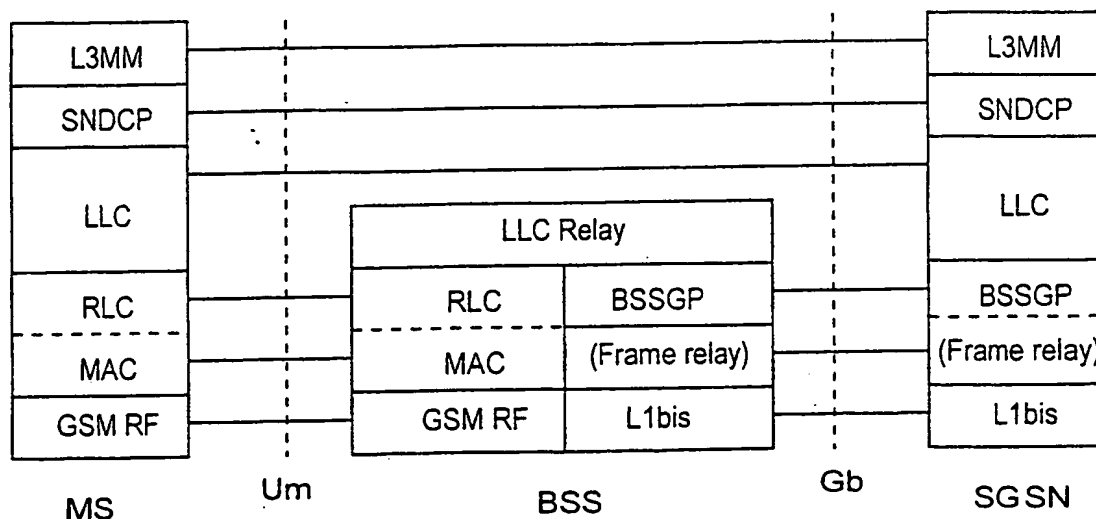 L3MM
SNDCP
LLC
RLC
MAC
GSM RF
MS
Um
LLC Relay
RLC
BSSGP
MAC
(Frame relay)
GSM RF
L1bis
BSS
Gb
L3MM
SNDCP
LLC
BSSGP
(Frame relay)
L1bis
SGSN